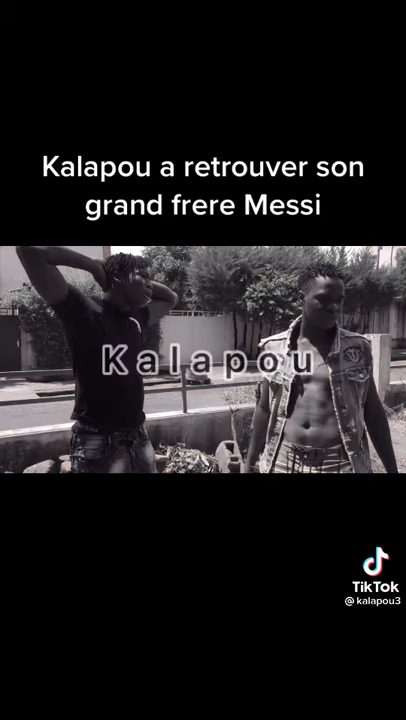 Kalapou a retrouver son
grand frere Messi
Kalapou
TikTok
@kalapou3